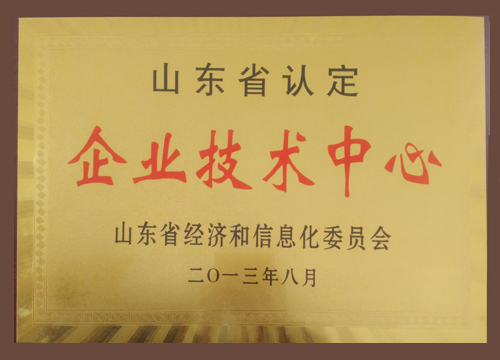 山东省认定
企业技术中心
山东省经济和信息化委员会
二〇一三年八月